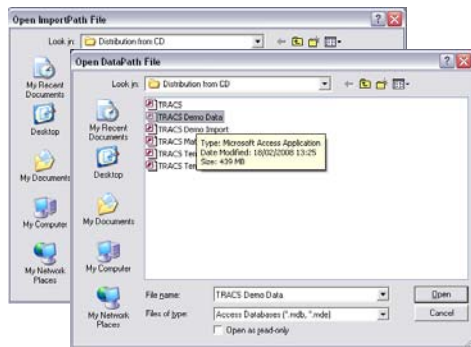 Open ImportPath File
Look in: Distribution from CD
My Recent Documents
Desktop
My Documents
My Computer
My Network Places
Open DataPath File
Look in: Distribution from CD
My Recent Documents
Desktop
My Documents
My Computer
My Network Places
TRACS
TRACS Demo Data
TRACS Demo Import
TRACS
TRACS
TRACS
Type: Microsoft Access Application
Date Modified: 18/02/2008 13:25
Size: 439 MB
File name: TRACS Demo Data
Open
Files of type: Access Databases (*.mdb, *.mde)
Cancel
Open as read-only